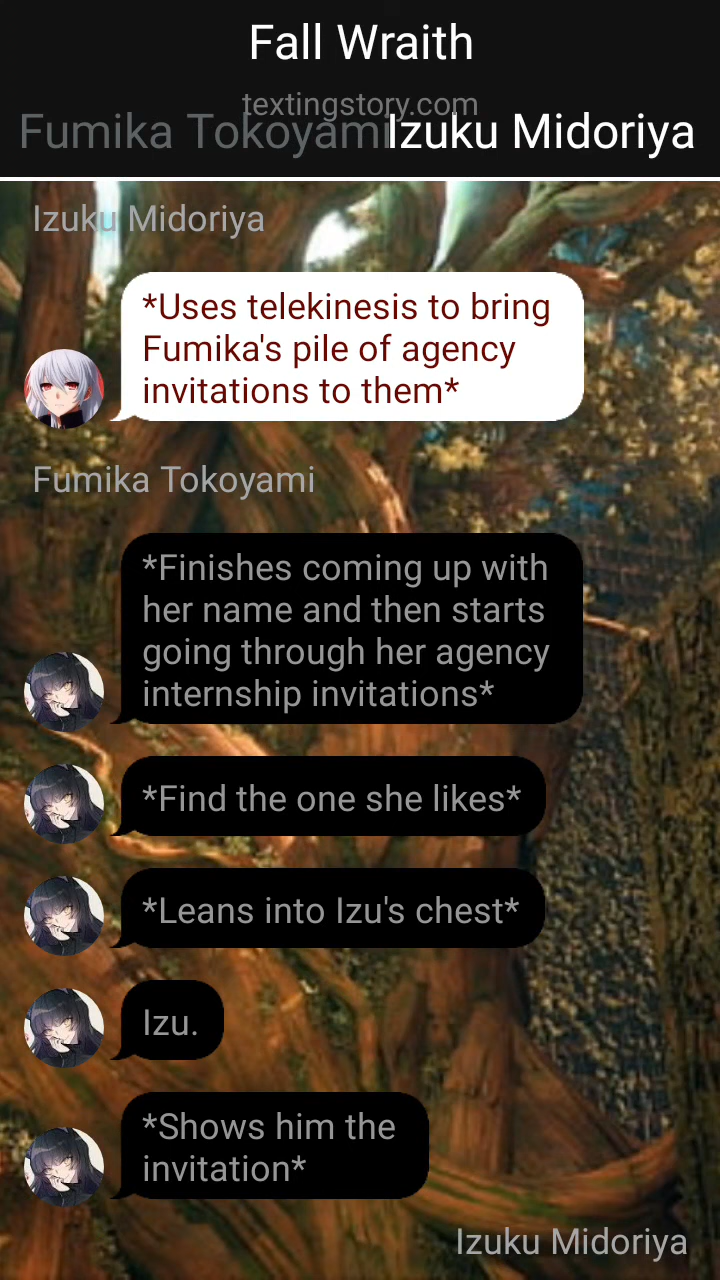 Fall Wraith
textingstory.com
Fumika Tokoyami Izuku Midoriya
Izuku Midoriya
*Uses telekinesis to bring
Fumika's pile of agency
invitations to them*
Fumika Tokoyami
*Finishes coming up with
her name and then starts
going through her agency
internship invitations*
*Find the one she likes*
*Leans into Izu's chest*
Izu.
*Shows him the
invitation*
Izuku Midoriya